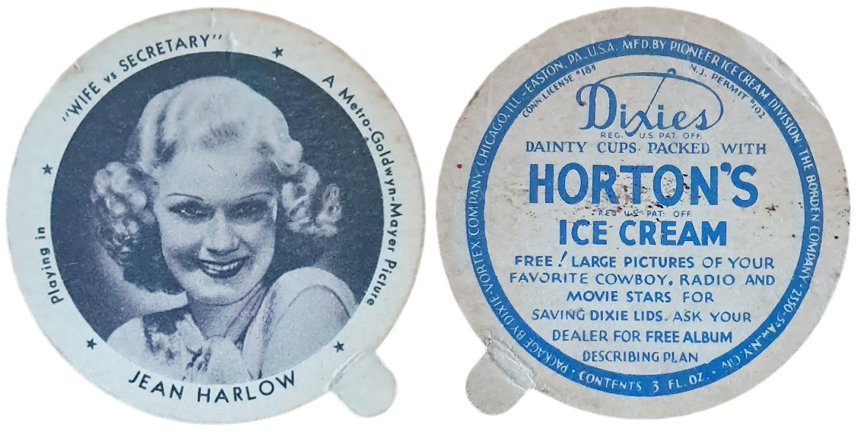 Playing in
"WIFE vs SECRETARY"
A Metro-Goldwyn-Mayer Picture
JEAN HARLOW
PACKAGE BY DIXIE-VORTEX COMPANY, CHICAGO, ILL.-EASTON, PA., U.S.A. MFD. BY PIONEER ICE CREAM DIVISION · THE BORDEN COMPANY ·
CONN LICENSE #183
N.J. PERMIT #102
Dixies
REG. U.S. PAT. OFF.
DAINTY CUPS PACKED WITH
HORTON'S
REG. U.S. PAT. OFF
ICE CREAM
FREE! LARGE PICTURES OF YOUR
FAVORITE COWBOY, RADIO AND
MOVIE STARS FOR
SAVING DIXIE LIDS. ASK YOUR
DEALER FOR FREE ALBUM
DESCRIBING PLAN
· CONTENTS 3 FL. OZ. ·